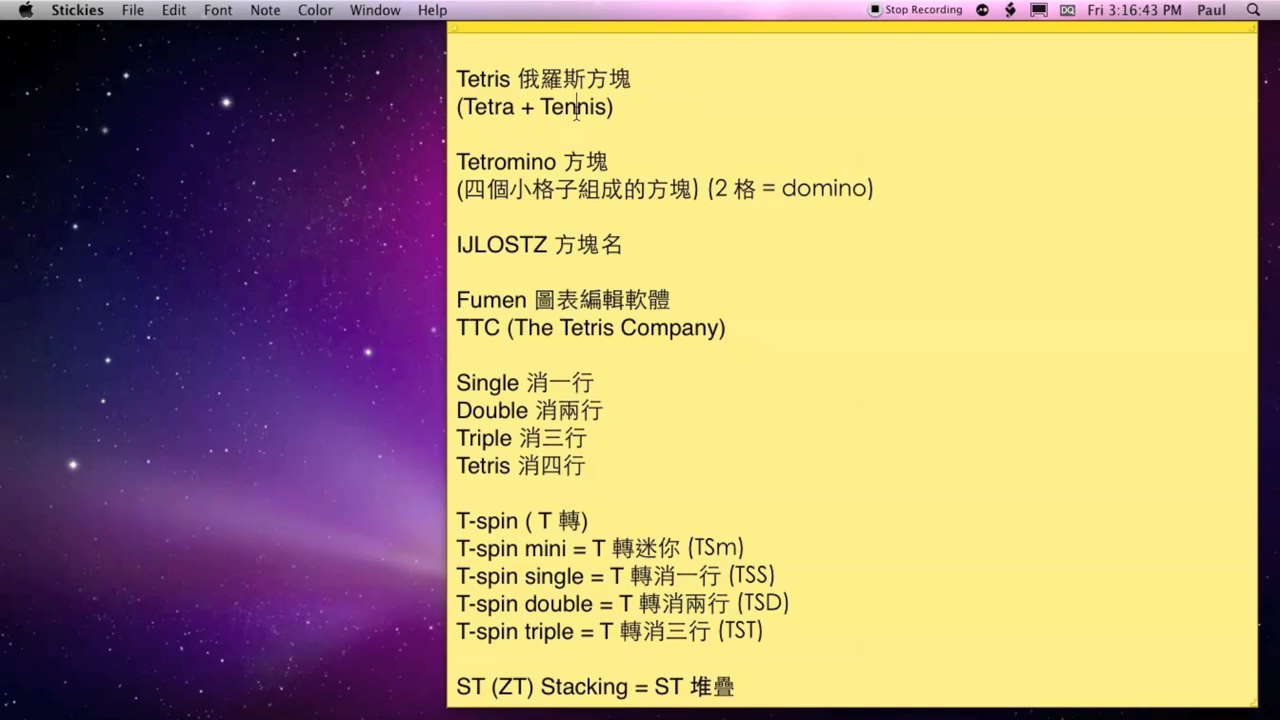 Stickies File Edit Font Note Color Window Help Stop Recording DQ Fri 3:16:43 PM Paul
Tetris 俄羅斯方塊
(Tetra + Tennis)
Tetromino 方塊
(四個小格子組成的方塊) (2 格 = domino)
IJLOSTZ 方塊名
Fumen 圖表編輯軟體
TTC (The Tetris Company)
Single 消一行
Double 消兩行
Triple 消三行
Tetris 消四行
T-spin ( T 轉)
T-spin mini = T 轉迷你 (TSm)
T-spin single = T 轉消一行 (TSS)
T-spin double = T 轉消兩行 (TSD)
T-spin triple = T 轉消三行 (TST)
ST (ZT) Stacking = ST 堆疊